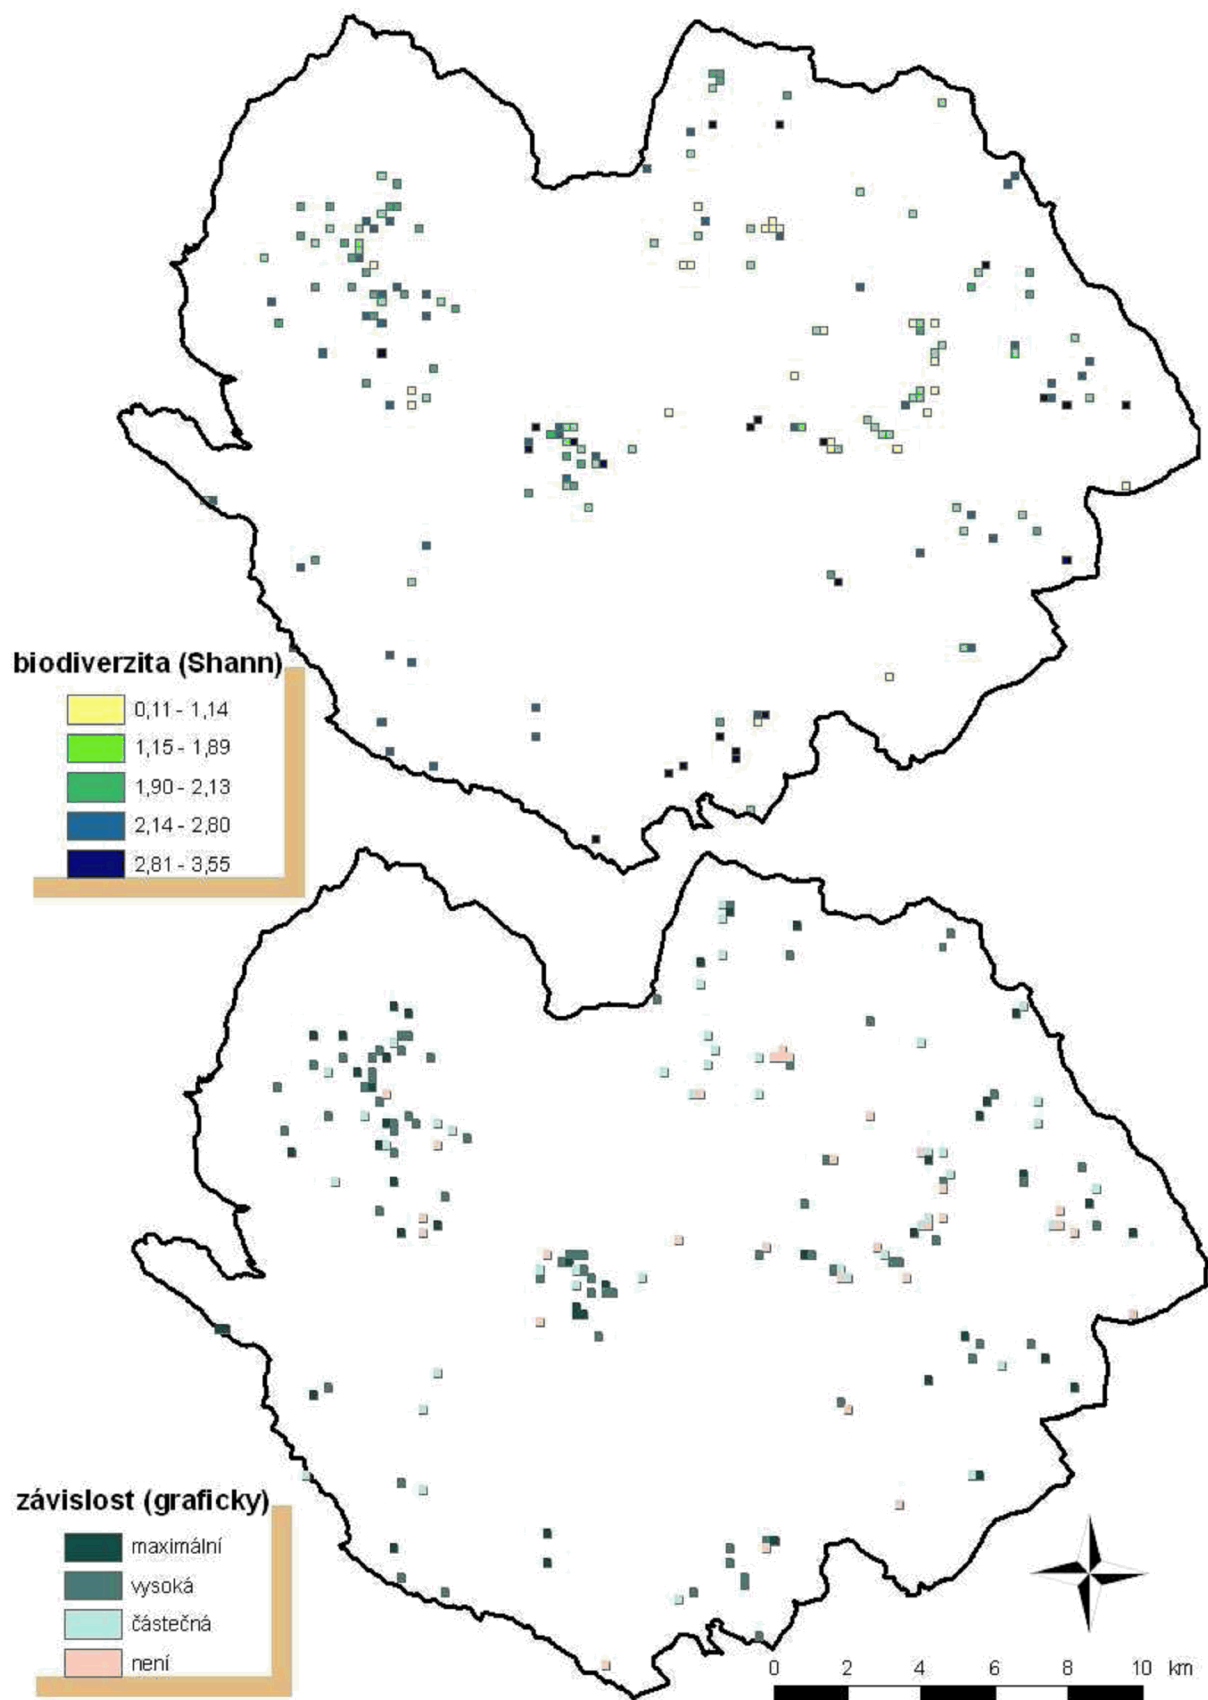 biodiverzita (Shann)
0,11 - 1,14
1,15 - 1,89
1,90 - 2,13
2,14 - 2,80
2,81 - 3,55
závislost (graficky)
maximální
vysoká
částečná
není
0 2 4 6 8 10 km